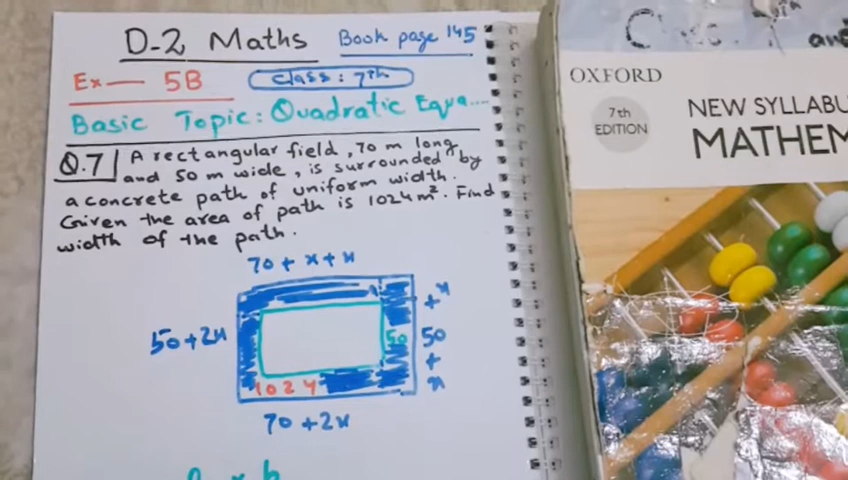 D-2 Maths
Book page 145
Ex — 5B
Class: 7th
Basic Topic: Quadratic Equa...
Q.7 A rectangular field, 70 m long
and 50 m wide, is surrounded by
a concrete path of uniform width.
Given the area of path is 1024 m². Find
width of the path.
70 + x + x
50 + 2x
+ x
50
50
+
x
1024
70 + 2x
OXFORD
7th
EDITION
NEW SYLLABU
MATHEM